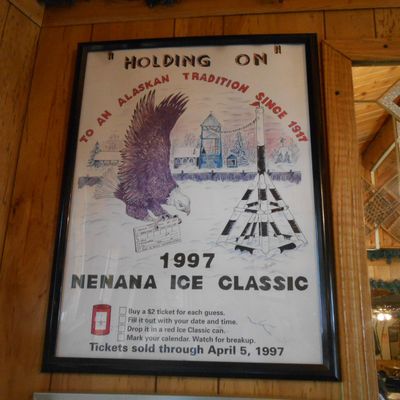 "HOLDING ON"
TO AN ALASKAN TRADITION SINCE 1917
1997
NENANA ICE CLASSIC
Buy a $2 ticket for each guess.
Fill it out with your date and time.
Drop it in a red Ice Classic can.
Mark your calendar. Watch for breakup.
Tickets sold through April 5, 1997